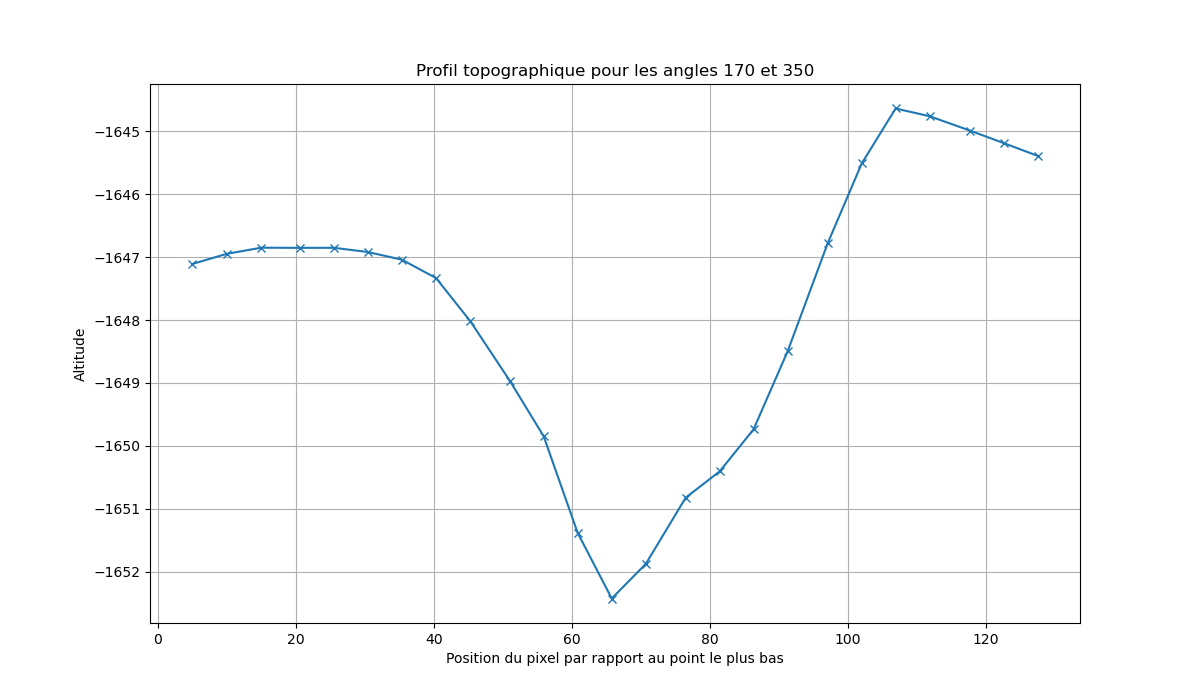 Profil topographique pour les angles 170 et 350
Altitude
−1645
−1646
−1647
−1648
−1649
−1650
−1651
−1652
0 20 40 60 80 100 120
Position du pixel par rapport au point le plus bas